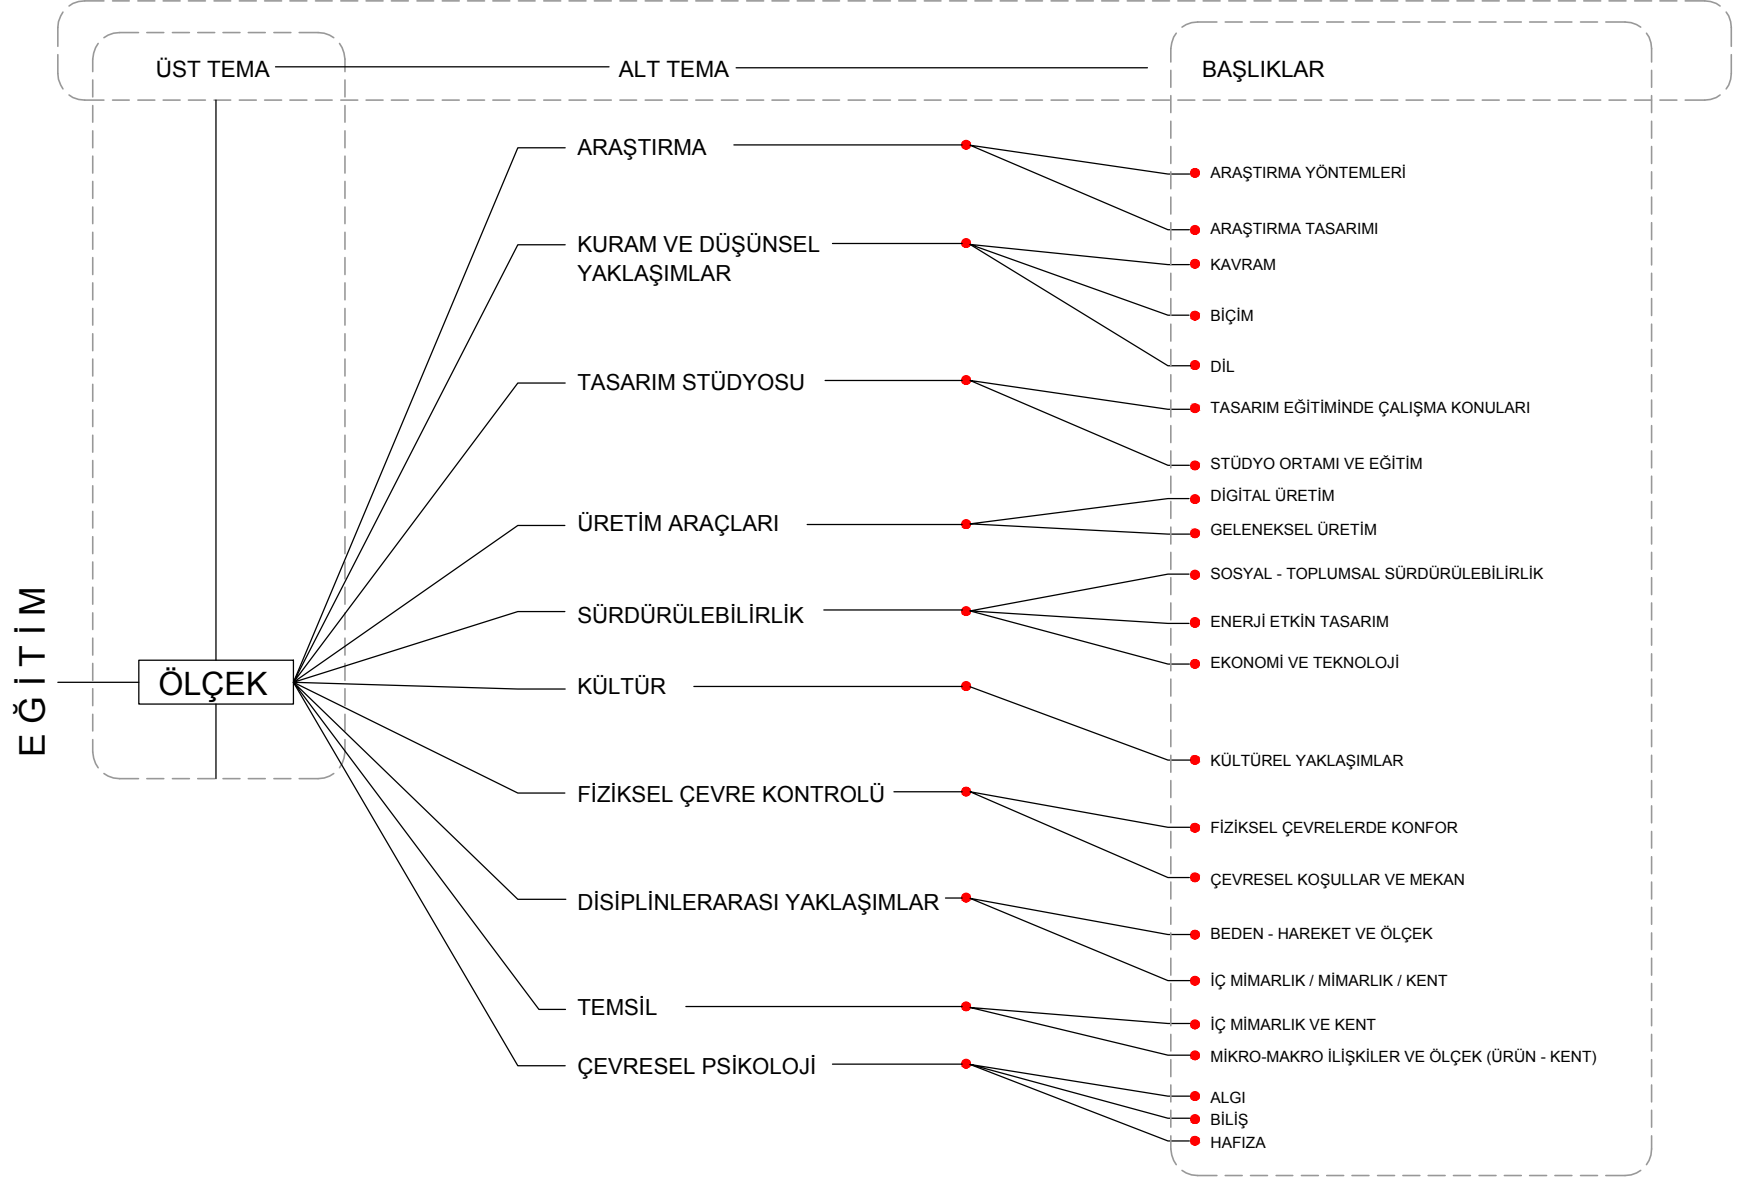 ÜST TEMA
ALT TEMA
BAŞLIKLAR
EĞİTİM
ÖLÇEK
ARAŞTIRMA
ARAŞTIRMA YÖNTEMLERİ
ARAŞTIRMA TASARIMI
KURAM VE DÜŞÜNSEL
YAKLAŞIMLAR
KAVRAM
BİÇİM
DİL
TASARIM STÜDYOSU
TASARIM EĞİTİMİNDE ÇALIŞMA KONULARI
STÜDYO ORTAMI VE EĞİTİM
ÜRETİM ARAÇLARI
DİGİTAL ÜRETİM
GELENEKSEL ÜRETİM
SÜRDÜRÜLEBİLİRLİK
SOSYAL - TOPLUMSAL SÜRDÜRÜLEBİLİRLİK
ENERJİ ETKİN TASARIM
EKONOMİ VE TEKNOLOJİ
KÜLTÜR
KÜLTÜREL YAKLAŞIMLAR
FİZİKSEL ÇEVRE KONTROLÜ
FİZİKSEL ÇEVRELERDE KONFOR
ÇEVRESEL KOŞULLAR VE MEKAN
DİSİPLİNLERARASI YAKLAŞIMLAR
BEDEN - HAREKET VE ÖLÇEK
İÇ MİMARLIK / MİMARLIK / KENT
TEMSİL
İÇ MİMARLIK VE KENT
MİKRO-MAKRO İLİŞKİLER VE ÖLÇEK (ÜRÜN - KENT)
ÇEVRESEL PSİKOLOJİ
ALGI
BİLİŞ
HAFIZA